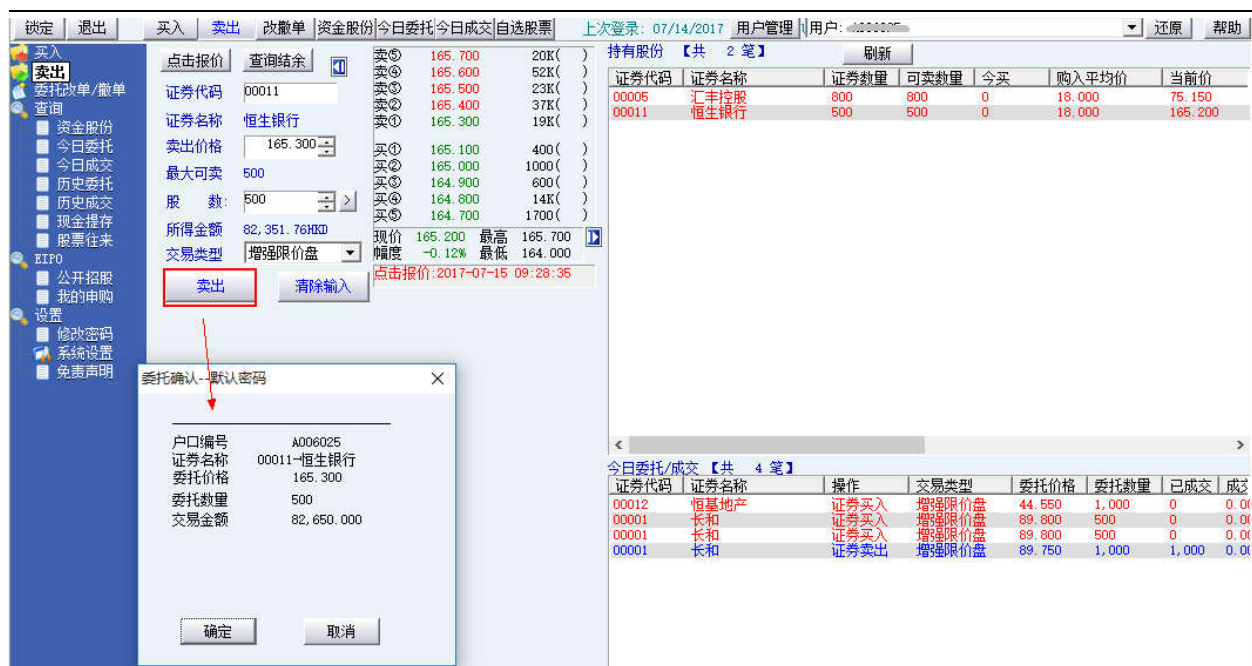 锁定 退出 买入 卖出 改撤单 资金股份 今日委托 今日成交 自选股票 上次登录: 07/14/2017 用户管理 用户: 还原 帮助
买入
卖出
委托改单/撤单
查询
资金股份
今日委托
今日成交
历史委托
历史成交
现金提存
股票往来
EIPO
公开招股
我的申购
设置
修改密码
系统设置
免责声明
点击报价 查询结余
证券代码 00011
证券名称 恒生银行
卖出价格 165.300
最大可卖 500
股 数: 500 >
所得金额 82,351.76HKD
交易类型 增强限价盘
卖出 清除输入
卖⑤ 165.700 20K( )
卖④ 165.600 52K( )
卖③ 165.500 23K( )
卖② 165.400 37K( )
卖① 165.300 19K( )
买① 165.100 400( )
买② 165.000 1000( )
买③ 164.900 600( )
买④ 164.800 14K( )
买⑤ 164.700 1700( )
现价 165.200 最高 165.700
幅度 -0.12% 最低 164.000
点击报价:2017-07-15 09:28:35
持有股份 【共 2 笔】 刷新
证券代码 证券名称 证券数量 可卖数量 今买 购入平均价 当前价
00005 汇丰控股 800 800 0 18.000 75.150
00011 恒生银行 500 500 0 18.000 165.200
委托确认--默认密码
户口编号 A006025
证券名称 00011-恒生银行
委托价格 165.300
委托数量 500
交易金额 82,650.000
确定 取消
今日委托/成交 【共 4 笔】
证券代码 证券名称 操作 交易类型 委托价格 委托数量 已成交
00012 恒基地产 证券买入 增强限价盘 44.550 1,000 0 0.0
00001 长和 证券买入 增强限价盘 89.800 500 0 0.0
00001 长和 证券买入 增强限价盘 89.800 500 0 0.0
00001 长和 证券卖出 增强限价盘 89.750 1,000 1,000 0.0